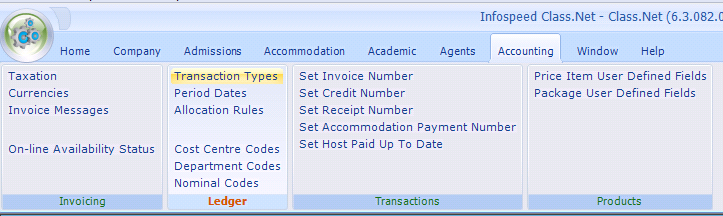 Infospeed Class.Net - Class.Net (6.3.082.0
Home Company Admissions Accommodation Academic Agents Accounting Window Help
Taxation
Currencies
Invoice Messages
On-line Availability Status
Invoicing
Transaction Types
Period Dates
Allocation Rules
Cost Centre Codes
Department Codes
Nominal Codes
Ledger
Set Invoice Number
Set Credit Number
Set Receipt Number
Set Accommodation Payment Number
Set Host Paid Up To Date
Transactions
Price Item User Defined Fields
Package User Defined Fields
Products